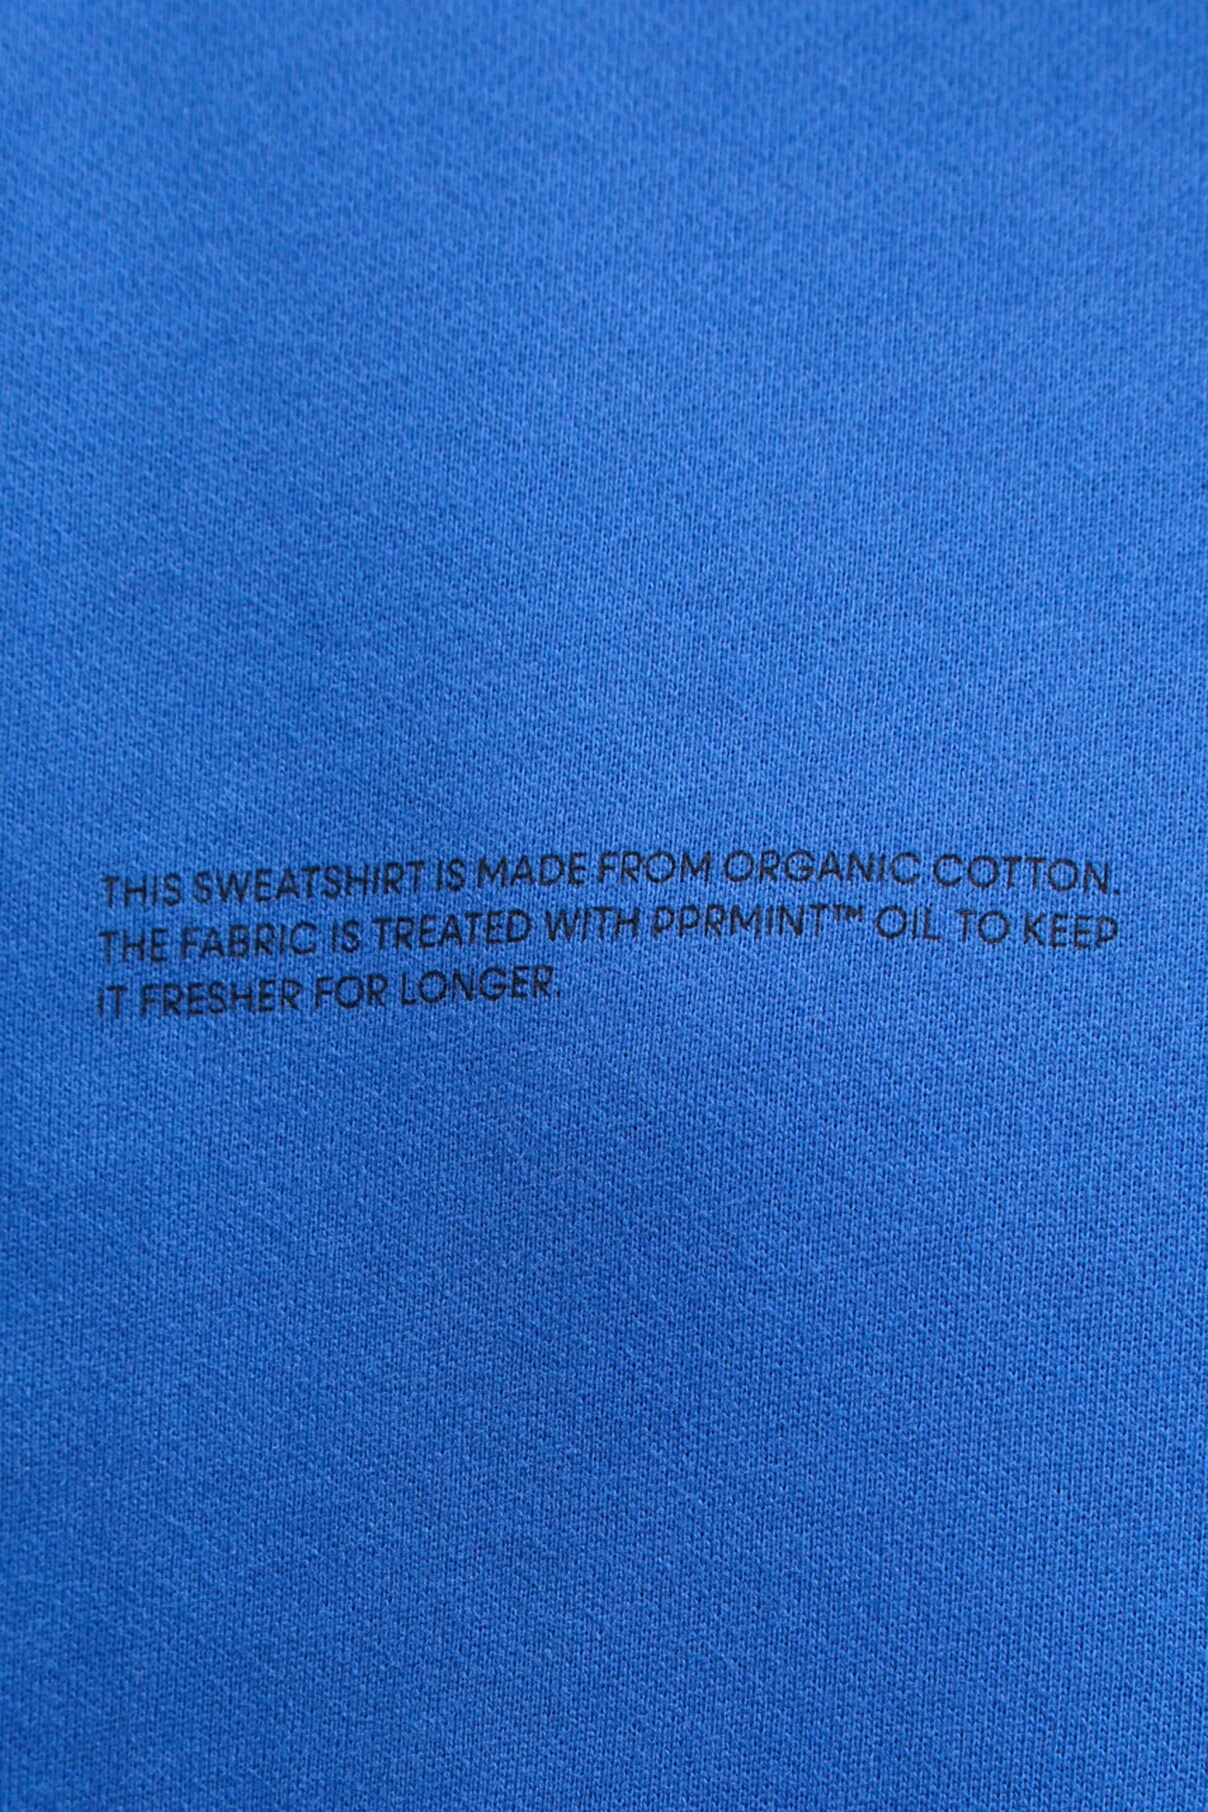 THIS SWEATSHIRT IS MADE FROM ORGANIC COTTON.
THE FABRIC IS TREATED WITH PPRMINT™ OIL TO KEEP
IT FRESHER FOR LONGER.